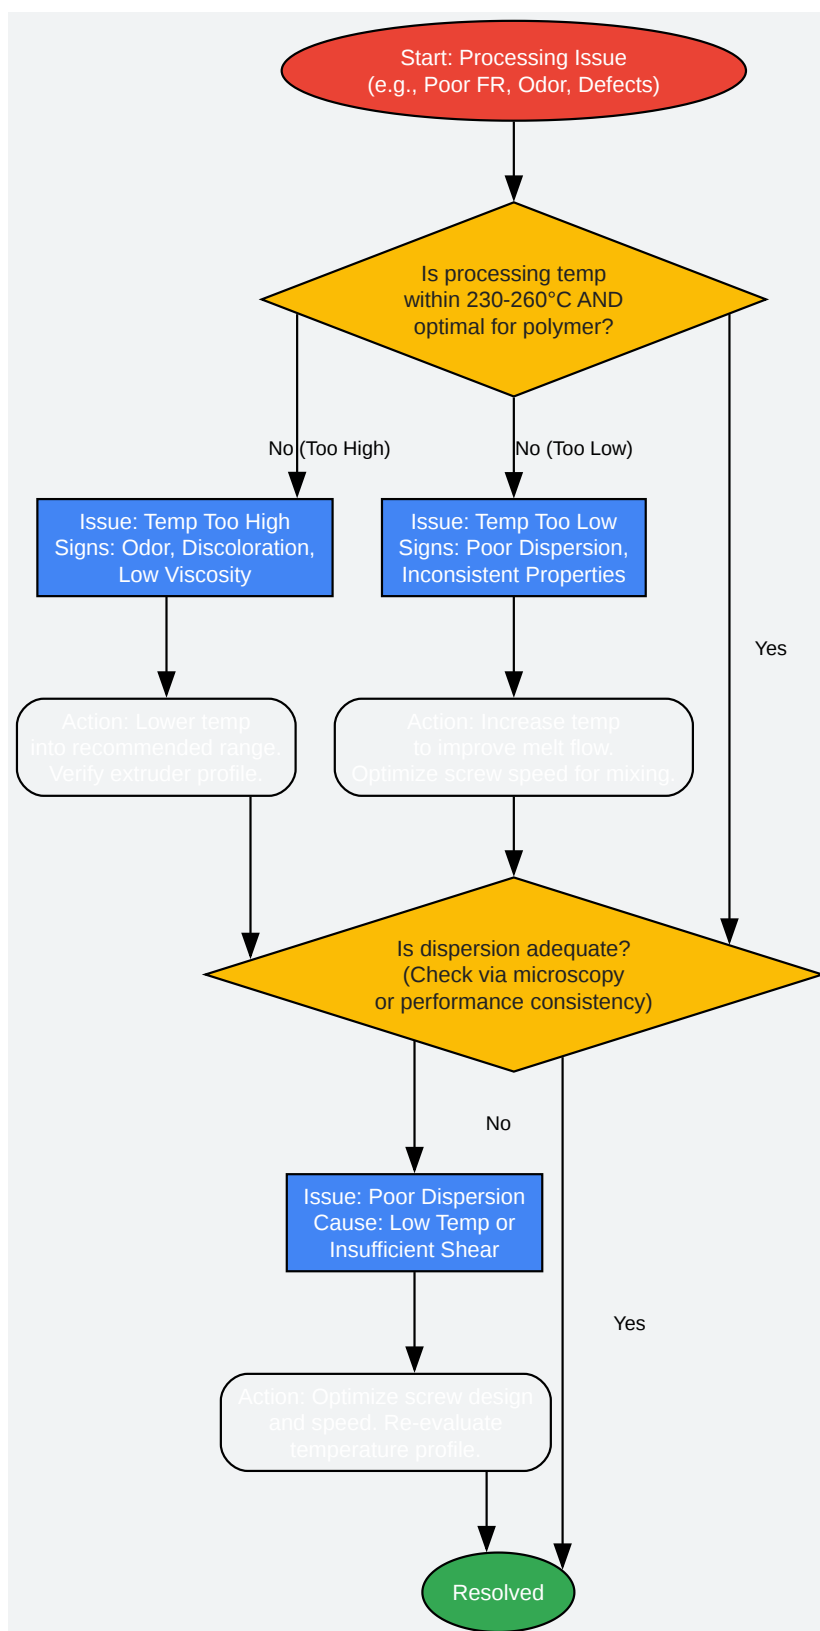 Start: Processing Issue
(e.g., Poor FR, Odor, Defects)
Is processing temp
within 230-260°C AND
optimal for polymer?
No (Too High)
No (Too Low)
Issue: Temp Too High
Signs: Odor, Discoloration,
Low Viscosity
Issue: Temp Too Low
Signs: Poor Dispersion,
Inconsistent Properties
Yes
Action: Lower temp
into recommended range.
Verify extruder profile.
Action: Increase temp
to improve melt flow.
Optimize screw speed for mixing.
Is dispersion adequate?
(Check via microscopy
or performance consistency)
No
Issue: Poor Dispersion
Cause: Low Temp or
Insufficient Shear
Yes
Action: Optimize screw design
and speed. Re-evaluate
temperature profile.
Resolved